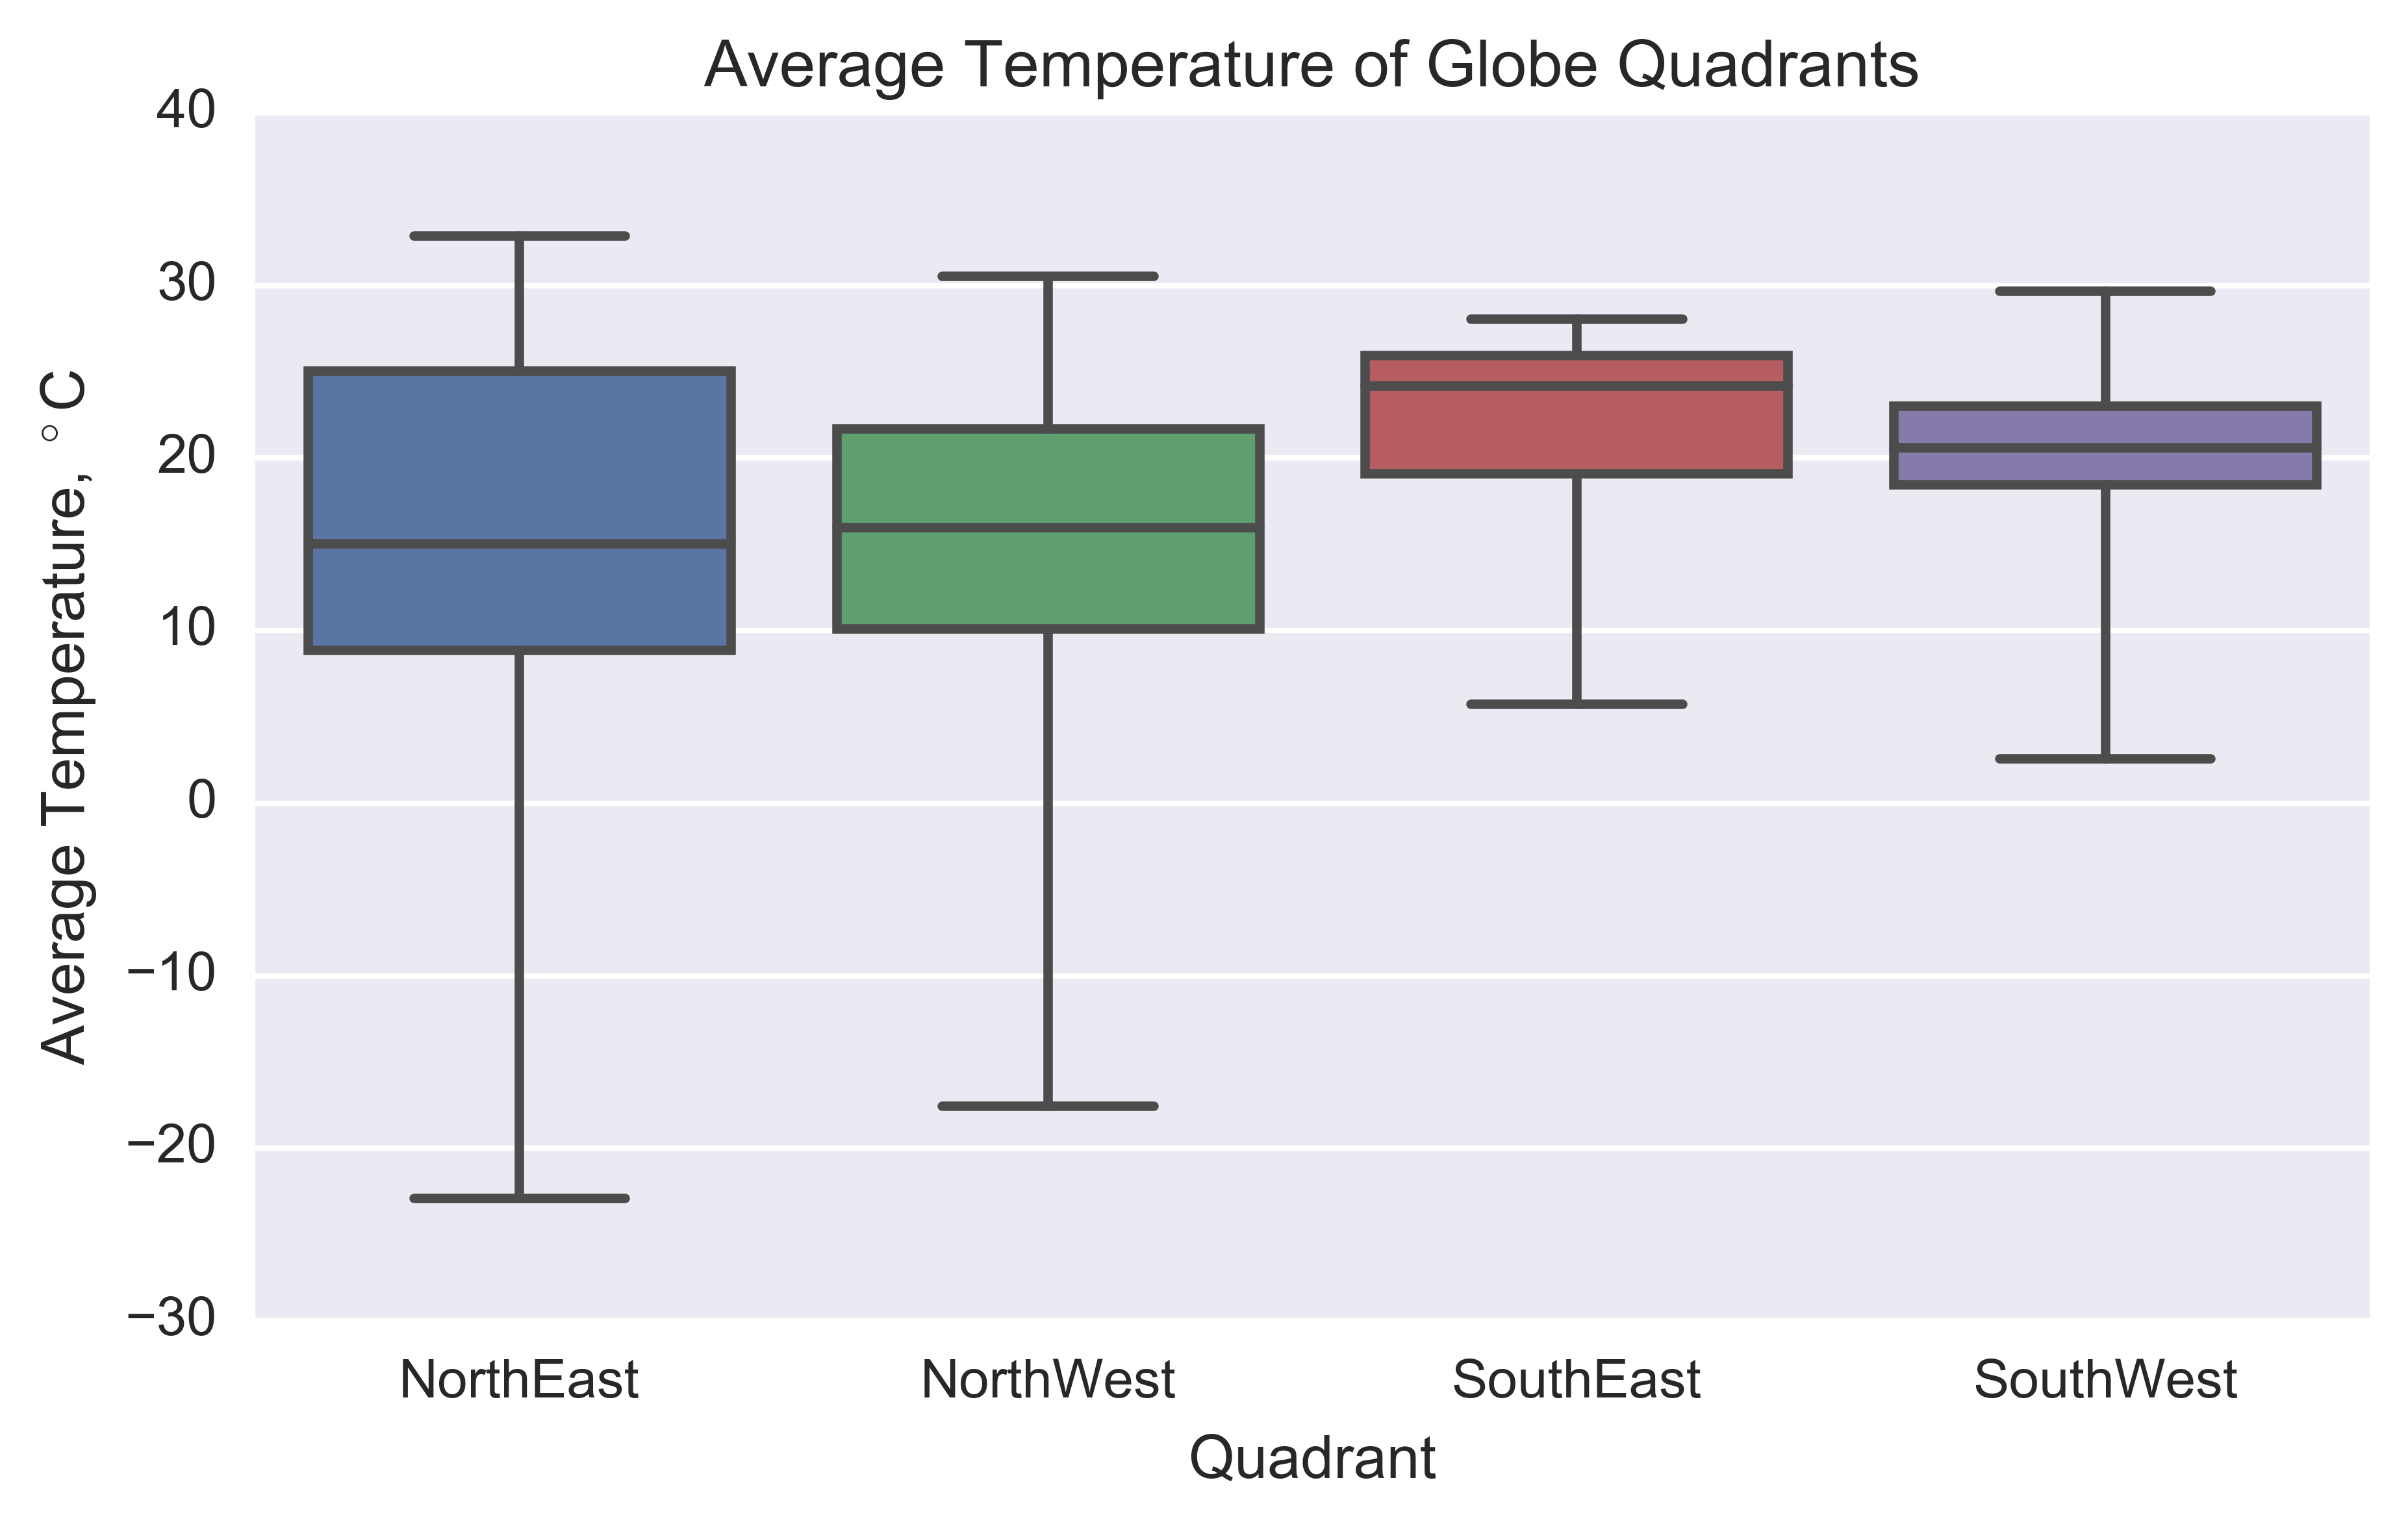 Average Temperature of Globe Quadrants
Average Temperature, °C
40
30
20
10
0
−10
−20
−30
NorthEast NorthWest SouthEast SouthWest
Quadrant